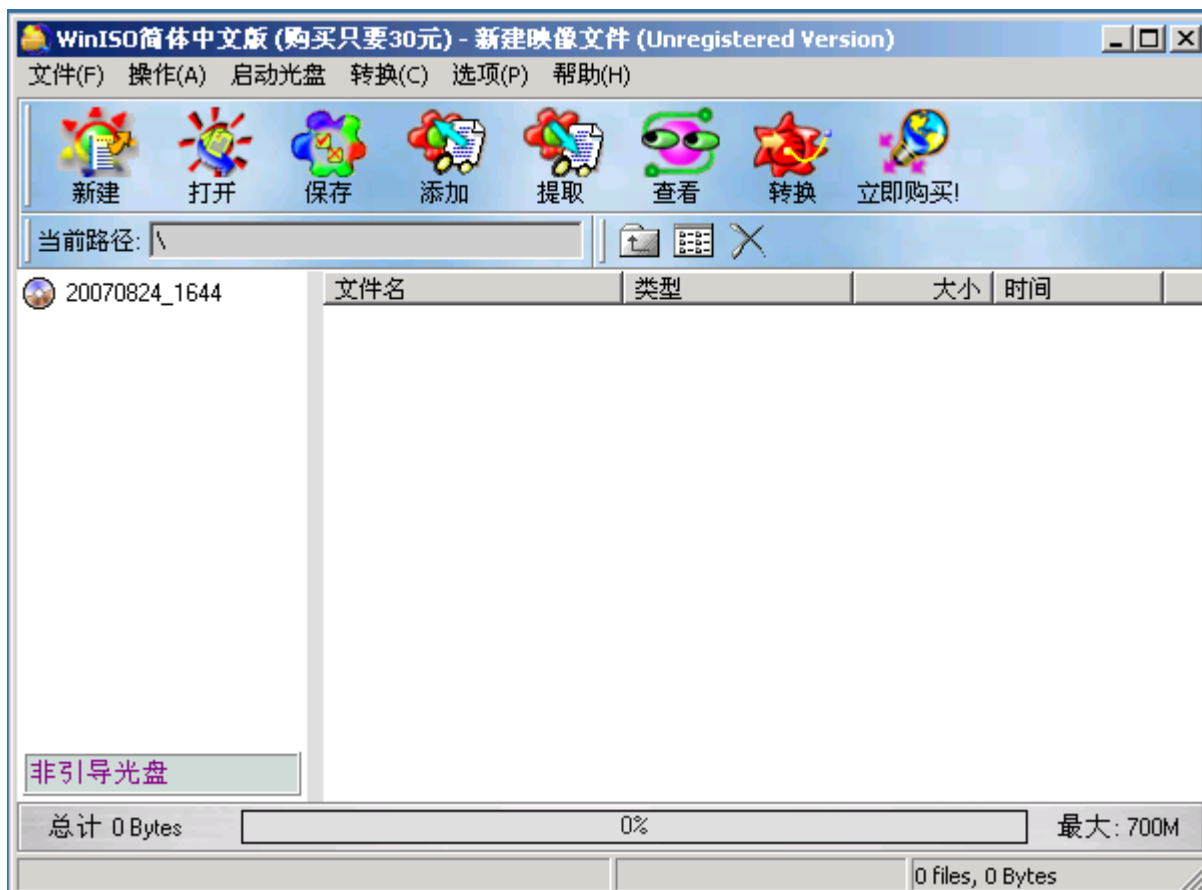 WinISO简体中文版 (购买只要30元) - 新建映像文件 (Unregistered Version)
文件(F) 操作(A) 启动光盘 转换(C) 选项(P) 帮助(H)
新建 打开 保存 添加 提取 查看 转换 立即购买!
当前路径: \
20070824_1644 文件名 类型 大小 时间
非引导光盘
总计 0 Bytes 0% 最大: 700M
0 files, 0 Bytes